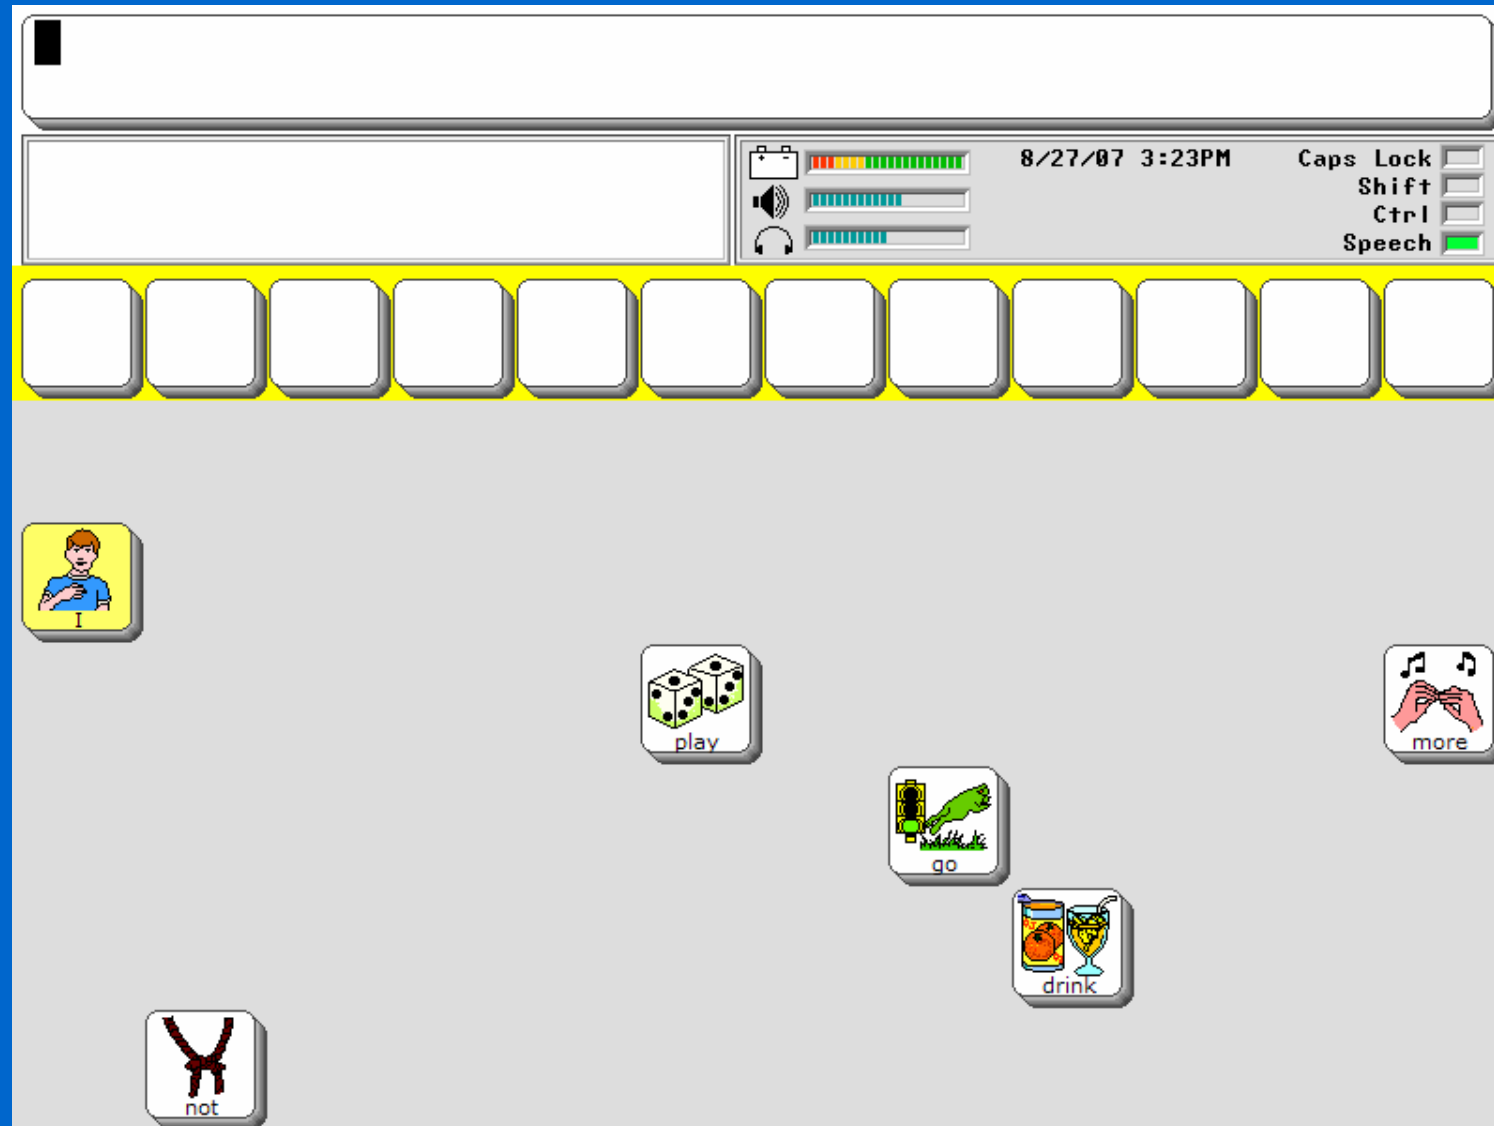 8/27/07 3:23PM
Caps Lock
Shift
Ctrl
Speech
I
play
more
go
drink
not